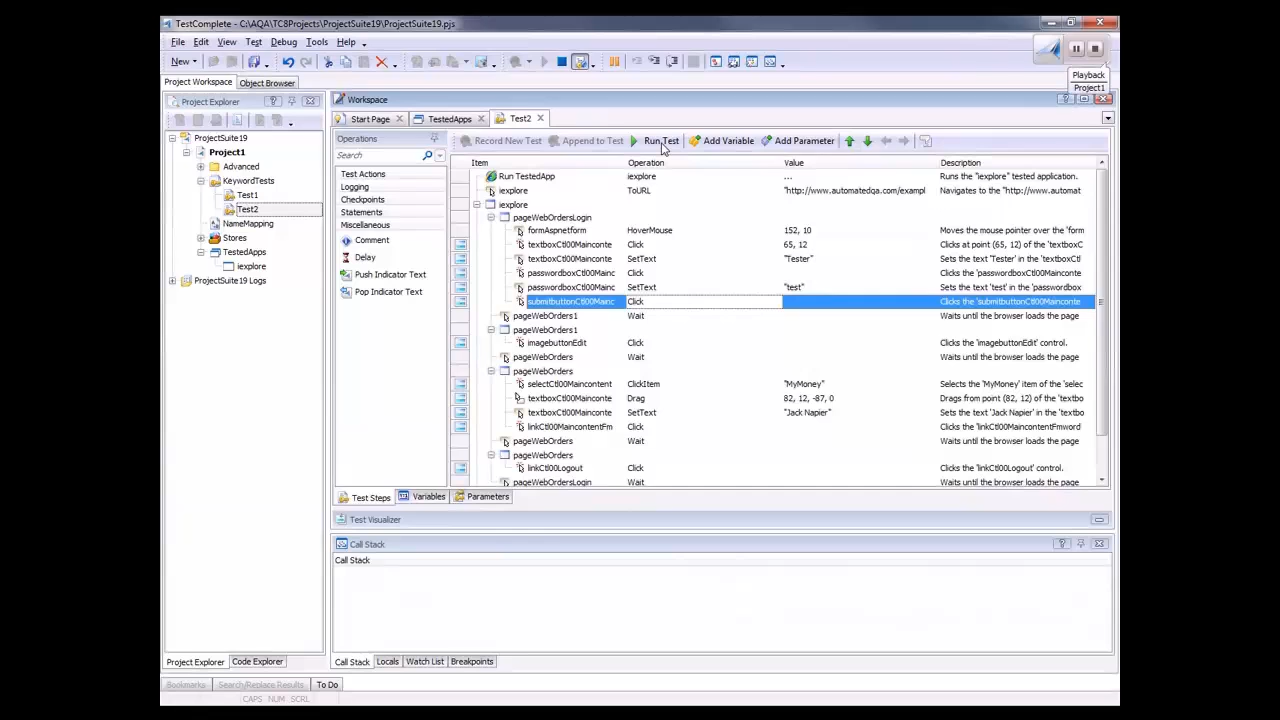 TestComplete - C:\AQA\TC8Projects\ProjectSuite19\ProjectSuite19.pjs
File Edit View Test Debug Tools Help
New
Playback
Project1
Project Workspace Object Browser
Project Explorer
ProjectSuite19
Project1
Advanced
KeywordTests
Test1
Test2
NameMapping
Stores
TestedApps
iexplore
ProjectSuite19 Logs
Project Explorer Code Explorer
Workspace
Start Page TestedApps Test2
Operations
Search
Test Actions
Logging
Checkpoints
Statements
Miscellaneous
Comment
Delay
Push Indicator Text
Pop Indicator Text
Record New Test Append to Test Run Test Add Variable Add Parameter
Item Operation Value Description
Run TestedApp iexplore ... Runs the "iexplore" tested application.
iexplore ToURL "http://www.automatedqa.com/exampl Navigates to the "http://www.automat
iexplore
pageWebOrdersLogin
formAspnetform HoverMouse 152, 10 Moves the mouse pointer over the 'form
textboxCtl00Mainconte Click 65, 12 Clicks at point (65, 12) of the 'textboxC
textboxCtl00Mainconte SetText "Tester" Sets the text 'Tester' in the 'textboxCtl
passwordboxCtl00Mainc Click Clicks the 'passwordboxCtl00Mainconte
passwordboxCtl00Mainc SetText "test" Sets the text 'test' in the 'passwordbox
submitbuttonCtl00Mainc Click Clicks the 'submitbuttonCtl00Mainconte
pageWebOrders1 Wait Waits until the browser loads the page
pageWebOrders1
imagebuttonEdit Click Clicks the 'imagebuttonEdit' control.
pageWebOrders Wait Waits until the browser loads the page
pageWebOrders
selectCtl00Maincontent ClickItem "MyMoney" Selects the 'MyMoney' item of the 'selec
textboxCtl00Mainconte Drag 82, 12, -87, 0 Drags from point (82, 12) of the 'textbo
textboxCtl00Mainconte SetText "Jack Napier" Sets the text 'Jack Napier' in the 'textbo
linkCtl00MaincontentFm Click Clicks the 'linkCtl00MaincontentFmword
pageWebOrders Wait Waits until the browser loads the page
pageWebOrders
linkCtl00Logout Click Clicks the 'linkCtl00Logout' control.
pageWebOrdersLogin Wait Waits until the browser loads the page
Test Steps Variables Parameters
Test Visualizer
Call Stack
Call Stack
Call Stack Locals Watch List Breakpoints
Bookmarks Search/Replace Results To Do
CAPS NUM SCRL